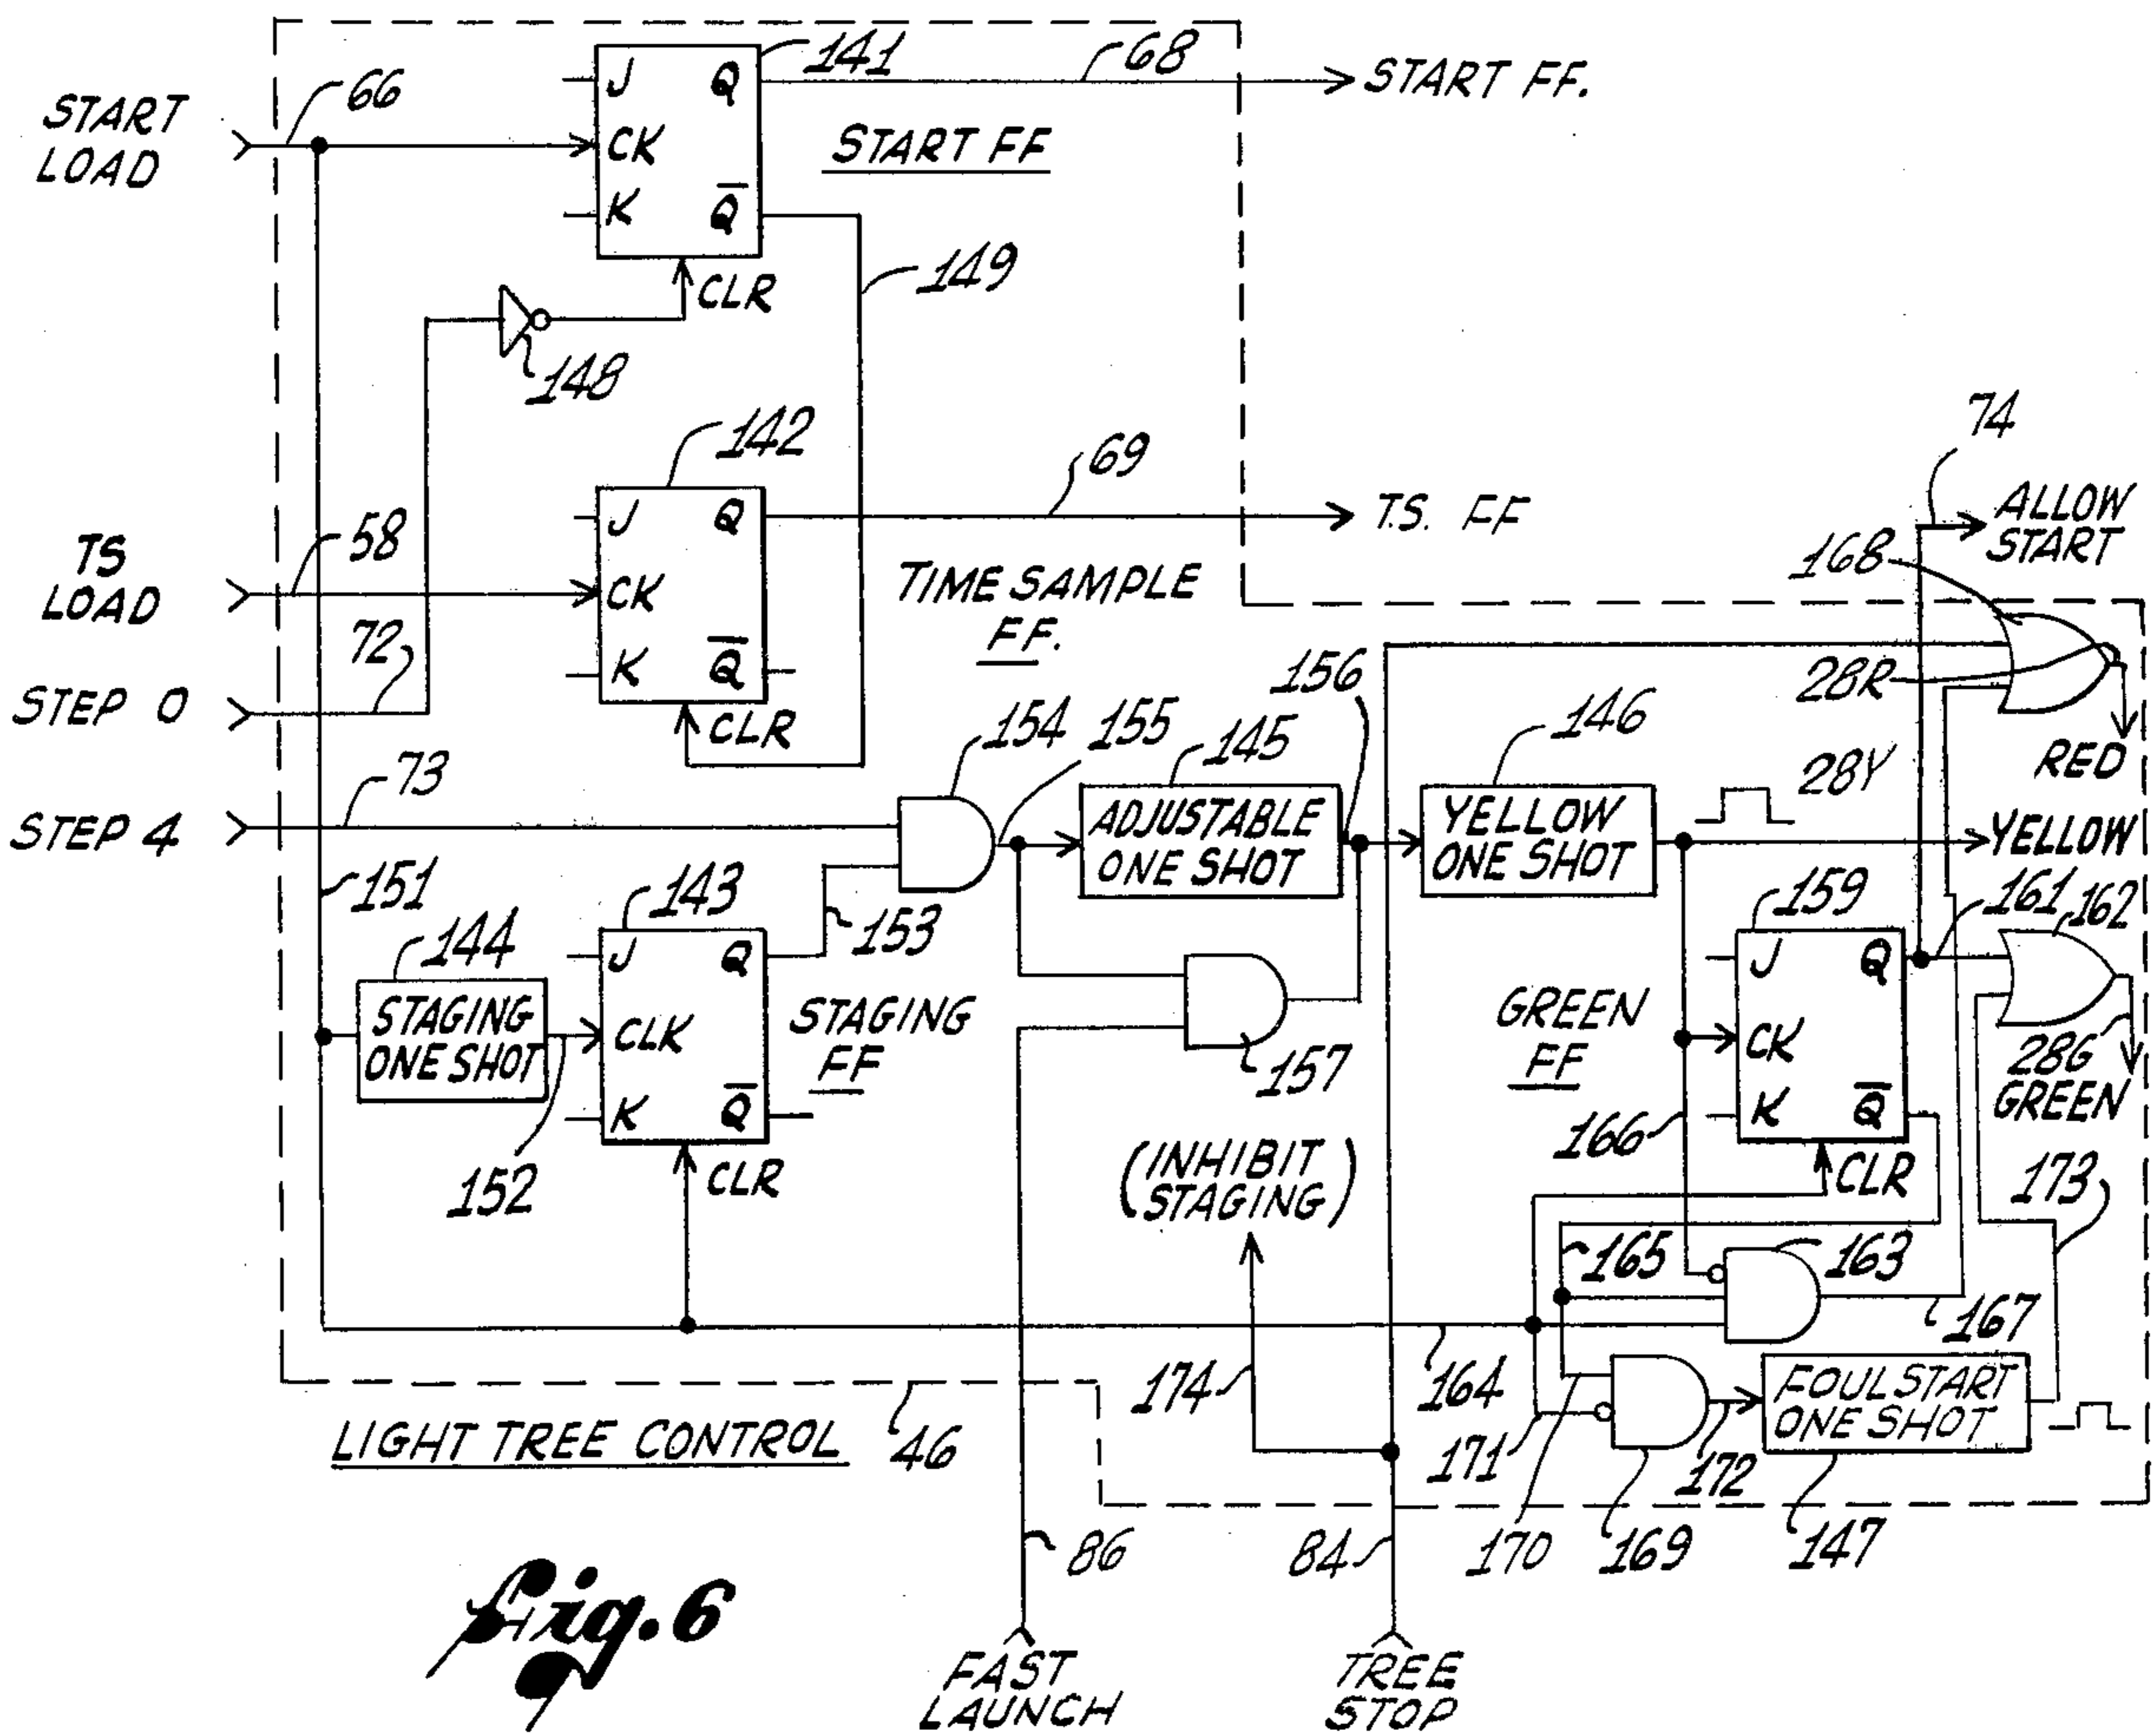 141
68
START FF.
66
J Q
START
LOAD
CK
START FF
K Q̅
149
CLR
148
142
69
74
ALLOW
START
J Q
T.S. FF
58
168
TS
LOAD
CK
TIME SAMPLE
FF.
72
K Q̅
156
28R
STEP 0
CLR
154
155
145
146
RED
73
28Y
STEP 4
ADJUSTABLE
ONE SHOT
YELLOW
ONE SHOT
YELLOW
151
143
153
159
161
162
144
J Q
J Q
STAGING
ONE SHOT
CLK
STAGING
FF
GREEN
FF
CK
28G
GREEN
157
K Q̅
K Q̅
166
152
CLR
(INHIBIT
STAGING)
CLR
173
165
163
167
174
164
FOUL START
ONE SHOT
LIGHT TREE CONTROL
46
171
172
86
84
170
169
147
Fig. 6
FAST
LAUNCH
TREE
STOP